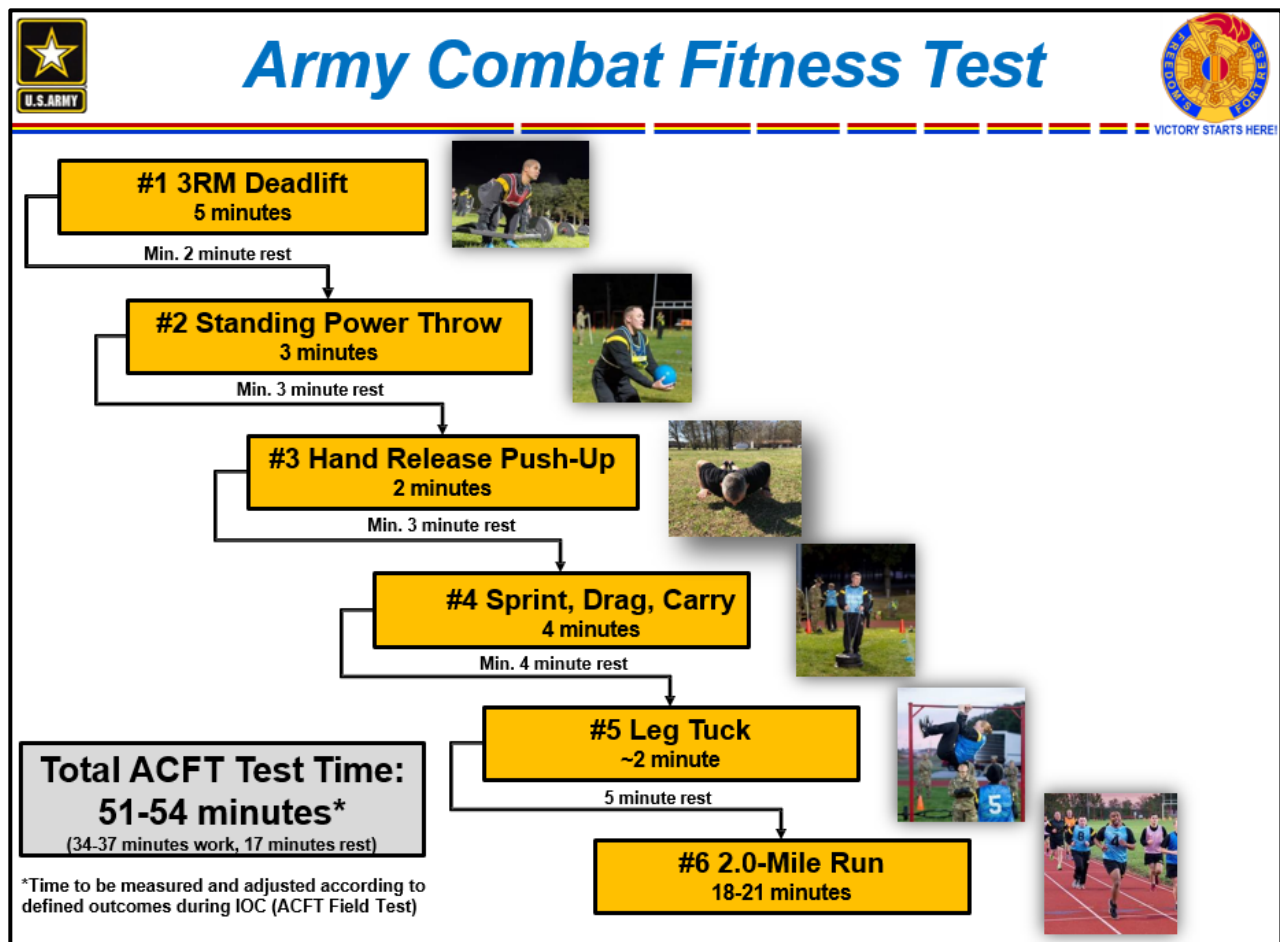 Army Combat Fitness Test
U.S.ARMY
FREEDOM'S FORTRESS
VICTORY STARTS HERE!
#1 3RM Deadlift
5 minutes
Min. 2 minute rest
#2 Standing Power Throw
3 minutes
Min. 3 minute rest
#3 Hand Release Push-Up
2 minutes
Min. 3 minute rest
#4 Sprint, Drag, Carry
4 minutes
Min. 4 minute rest
#5 Leg Tuck
~2 minute
5 minute rest
5
#6 2.0-Mile Run
18-21 minutes
4
Total ACFT Test Time:
51-54 minutes*
(34-37 minutes work, 17 minutes rest)
*Time to be measured and adjusted according to
defined outcomes during IOC (ACFT Field Test)